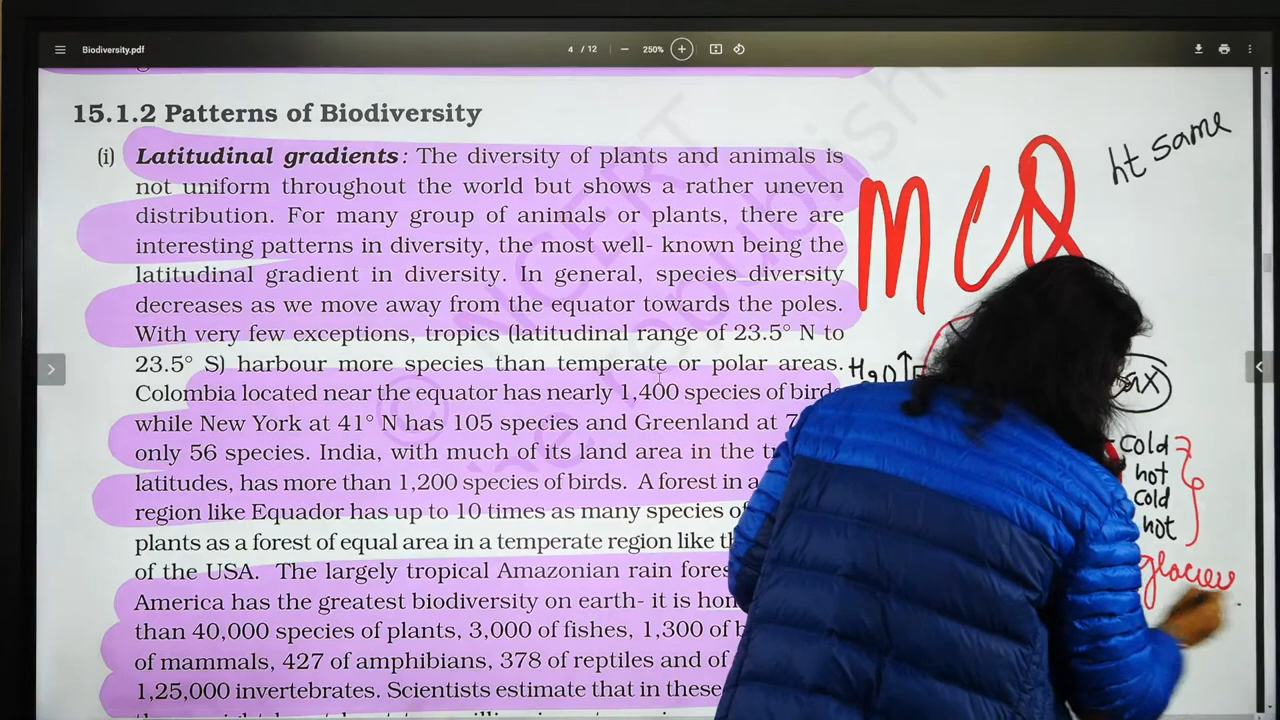 Biodiversity.pdf
4 / 12
250%
15.1.2 Patterns of Biodiversity
(i) Latitudinal gradients: The diversity of plants and animals is
not uniform throughout the world but shows a rather uneven
distribution. For many group of animals or plants, there are
interesting patterns in diversity, the most well- known being the
latitudinal gradient in diversity. In general, species diversity
decreases as we move away from the equator towards the poles.
With very few exceptions, tropics (latitudinal range of 23.5° N to
23.5° S) harbour more species than temperate or polar areas.
Colombia located near the equator has nearly 1,400 species of bird
while New York at 41° N has 105 species and Greenland at 7
only 56 species. India, with much of its land area in the
latitudes, has more than 1,200 species of birds. A forest in a
region like Equador has up to 10 times as many species of
plants as a forest of equal area in a temperate region like
of the USA. The largely tropical Amazonian rain
America has the greatest biodiversity on earth- it is
than 40,000 species of plants, 3,000 of fishes, 1,300 of
of mammals, 427 of amphibians, 378 of reptiles and of
1,25,000 invertebrates. Scientists estimate that in these
MCQ
ht same
H2O↑
cold
hot
cold
hot
glacier